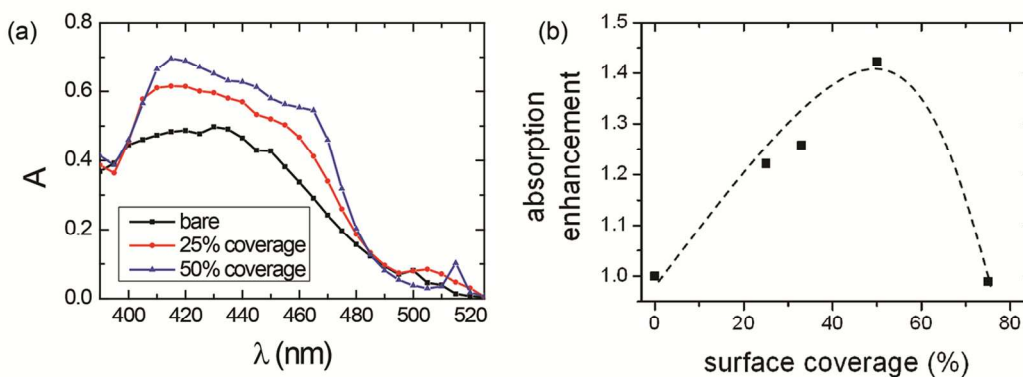 (a)
0.8
0.6
0.4
0.2
0.0
A
bare
25% coverage
50% coverage
400 420 440 460 480 500 520
λ (nm)
(b)
1.5
1.4
1.3
1.2
1.1
1.0
absorption
enhancement
0 20 40 60 80
surface coverage (%)